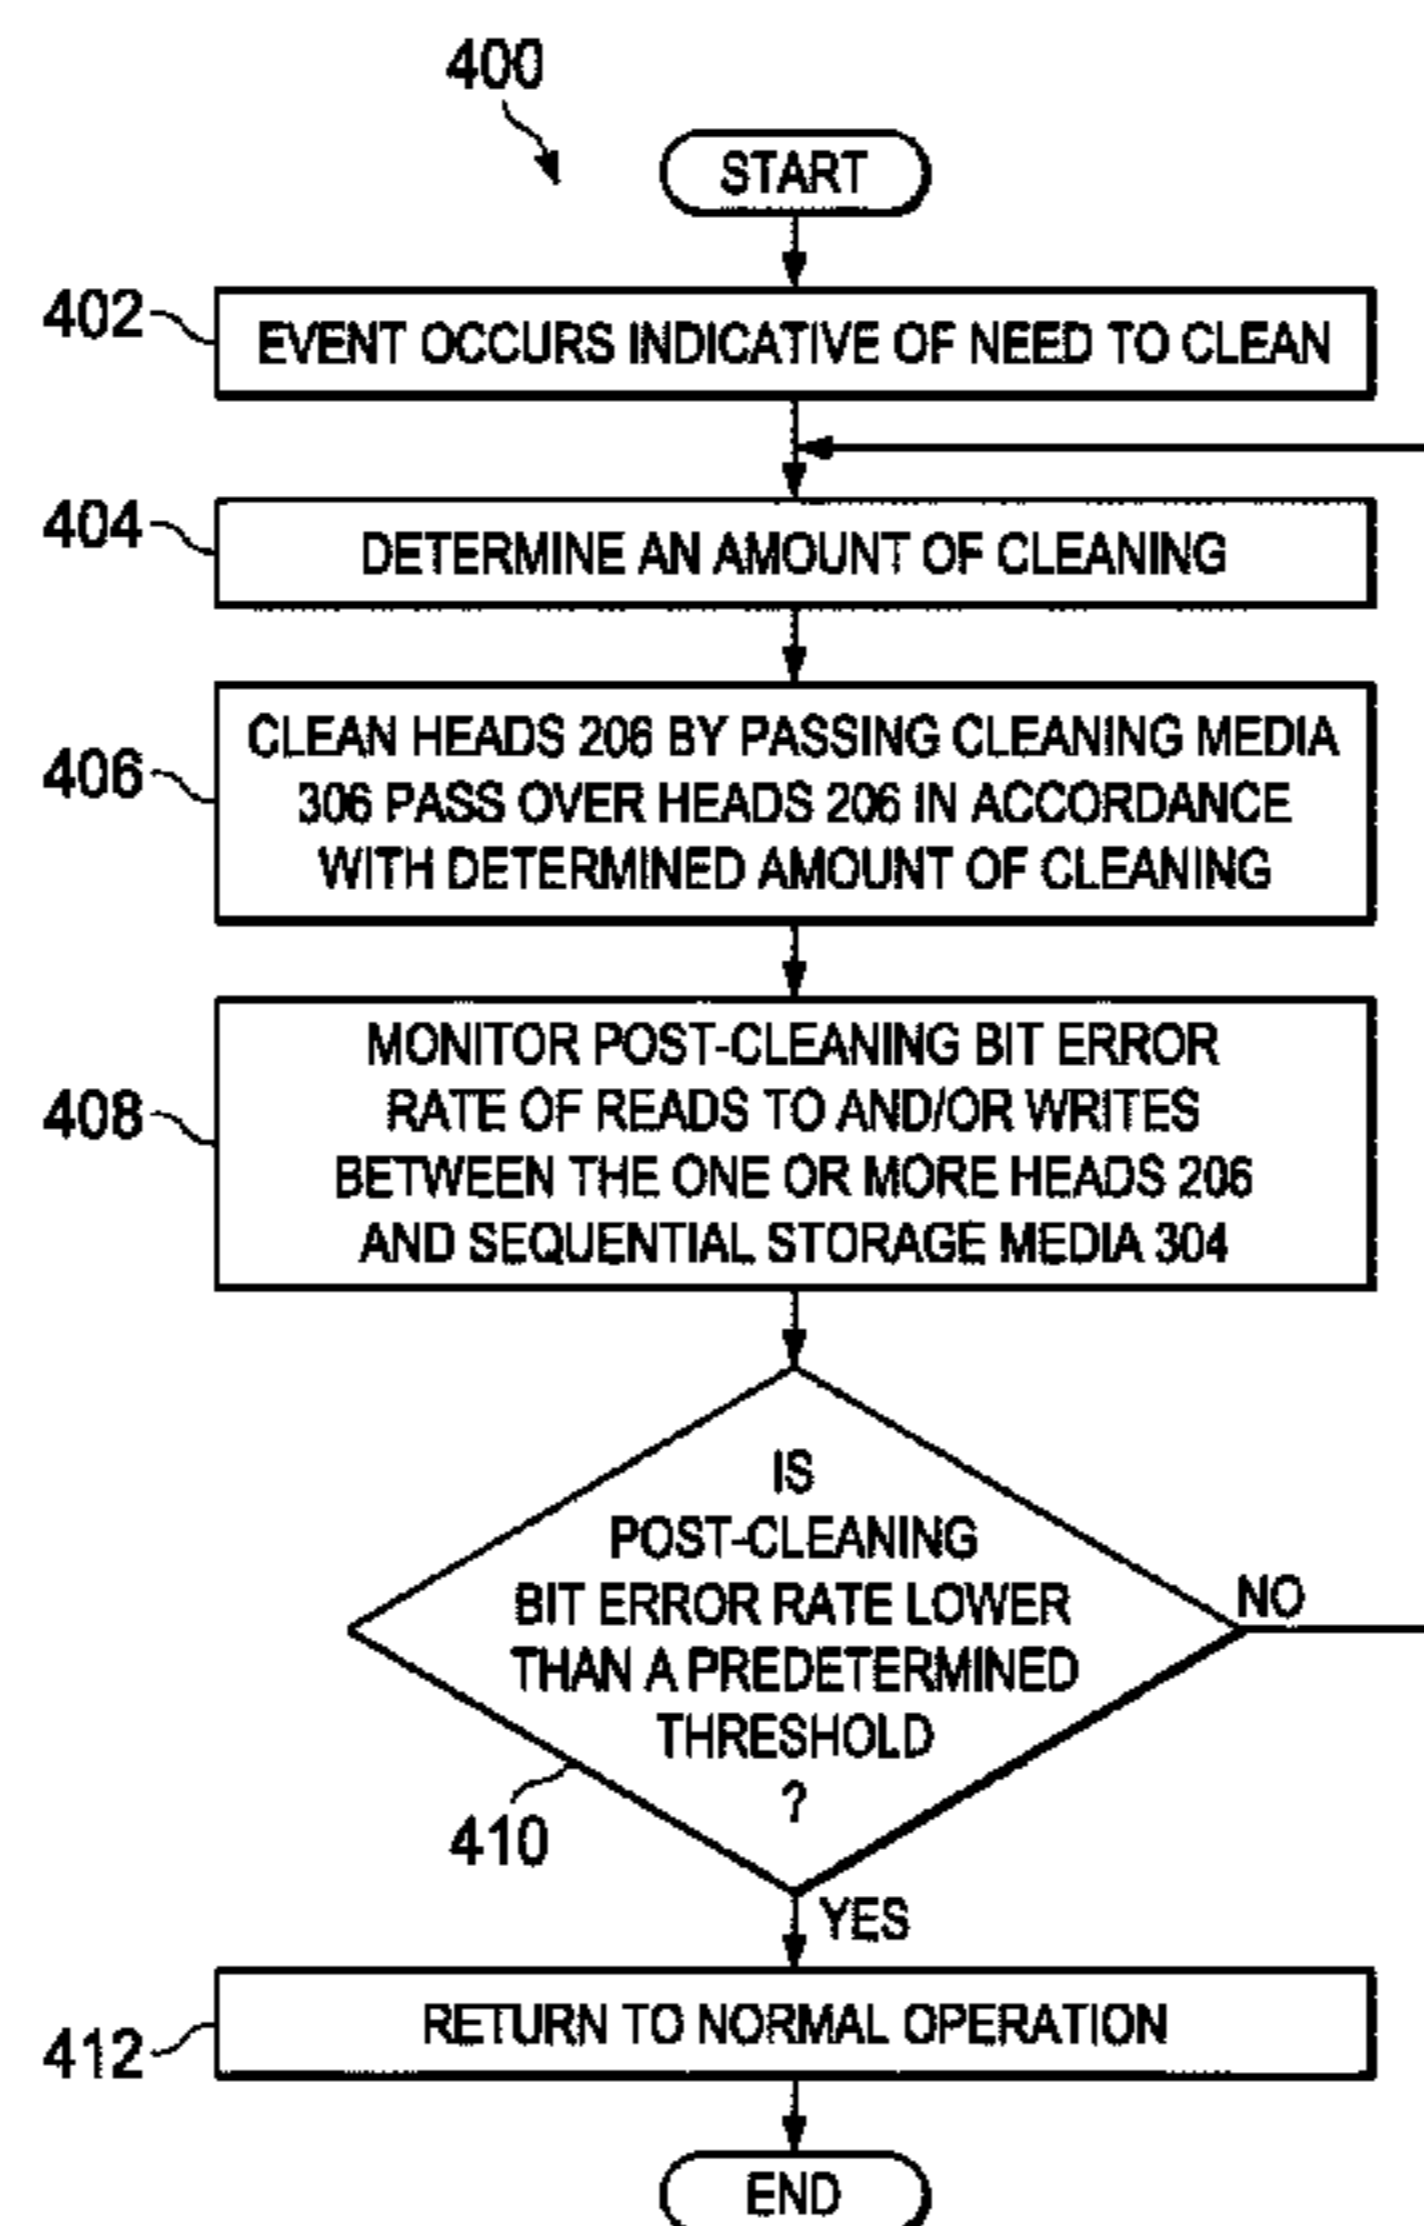 400
START
402
EVENT OCCURS INDICATIVE OF NEED TO CLEAN
404
DETERMINE AN AMOUNT OF CLEANING
CLEAN HEADS 206 BY PASSING CLEANING MEDIA
406
306 PASS OVER HEADS 206 IN ACCORDANCE
WITH DETERMINED AMOUNT OF CLEANING
MONITOR POST-CLEANING BIT ERROR
408
RATE OF READS TO AND/OR WRITES
BETWEEN THE ONE OR MORE HEADS 206
AND SEQUENTIAL STORAGE MEDIA 304
IS
POST-CLEANING
BIT ERROR RATE LOWER
THAN A PREDETERMINED
THRESHOLD
?
NO
410
YES
412
RETURN TO NORMAL OPERATION
END